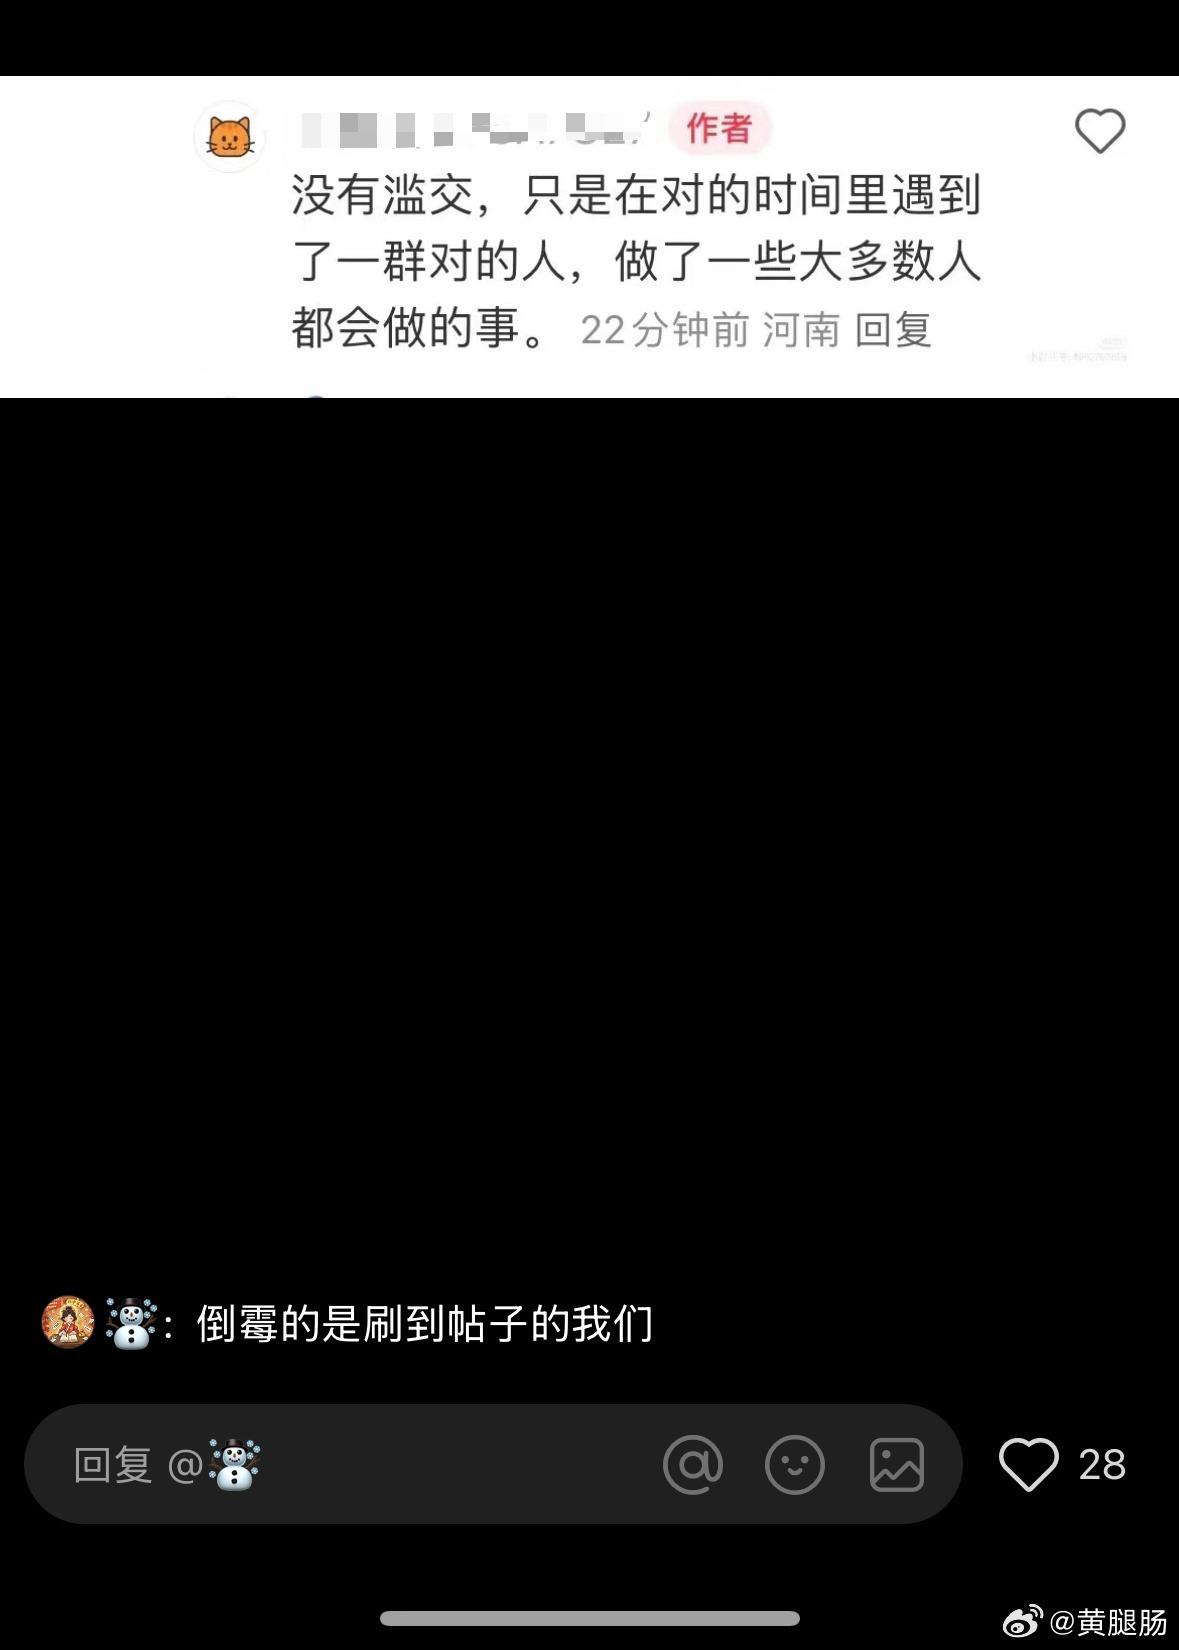 作者
没有滥交，只是在对的时间里遇到
了一群对的人，做了一些大多数人
都会做的事。 22分钟前 河南 回复
：倒霉的是刷到帖子的我们
回复 @
28
@黄腿肠